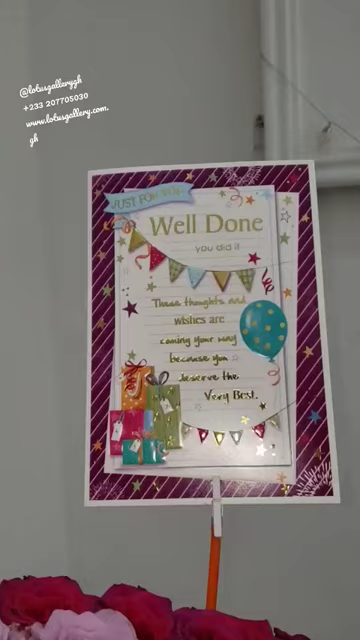 @lotusgallerygh
+233 207705030
www.lotusgallery.com.
gh
JUST FOR YOU
Well Done
you did it
These thoughts and
wishes are
coming your way
because you
deserve the
Very Best.